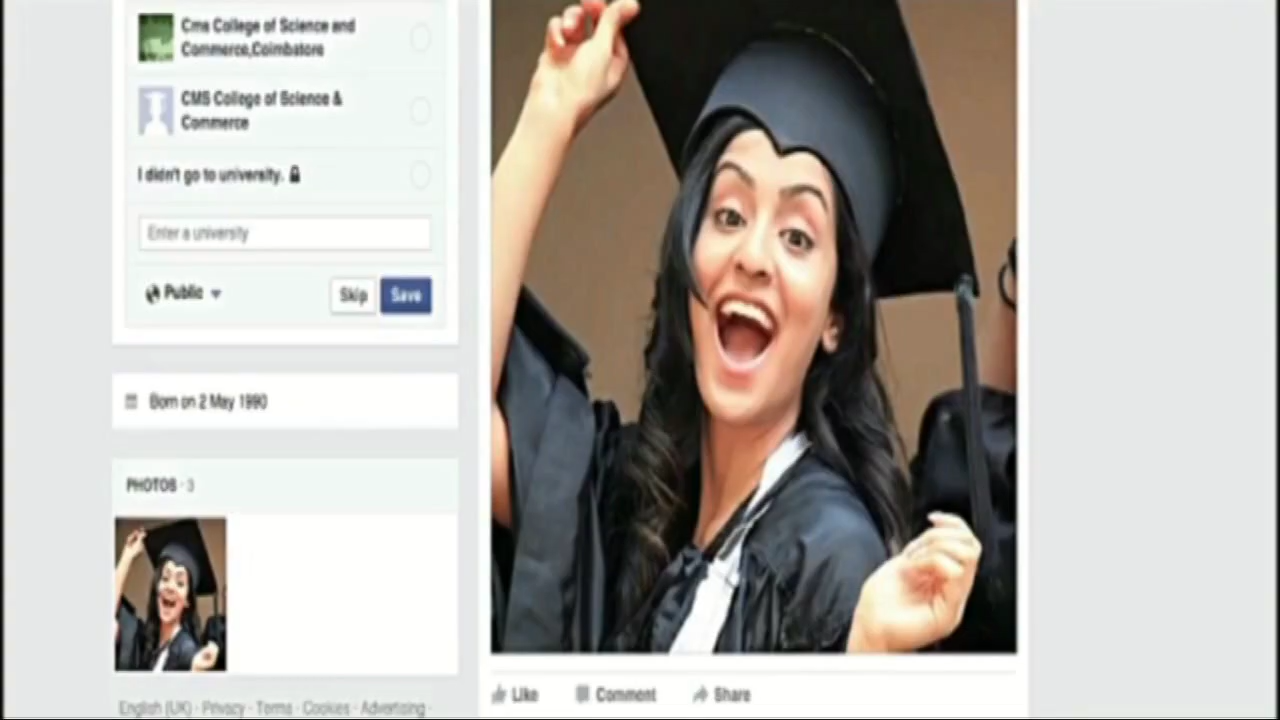 Cms College of Science and
Commerce,Coimbatore
CMS College of Science &
Commerce
I didn't go to university.
Enter a university
Public
Skip
Save
Born on 2 May 1990
PHOTOS · 3
English (UK) · Privacy · Terms · Cookies · Advertising ·
Like
Comment
Share